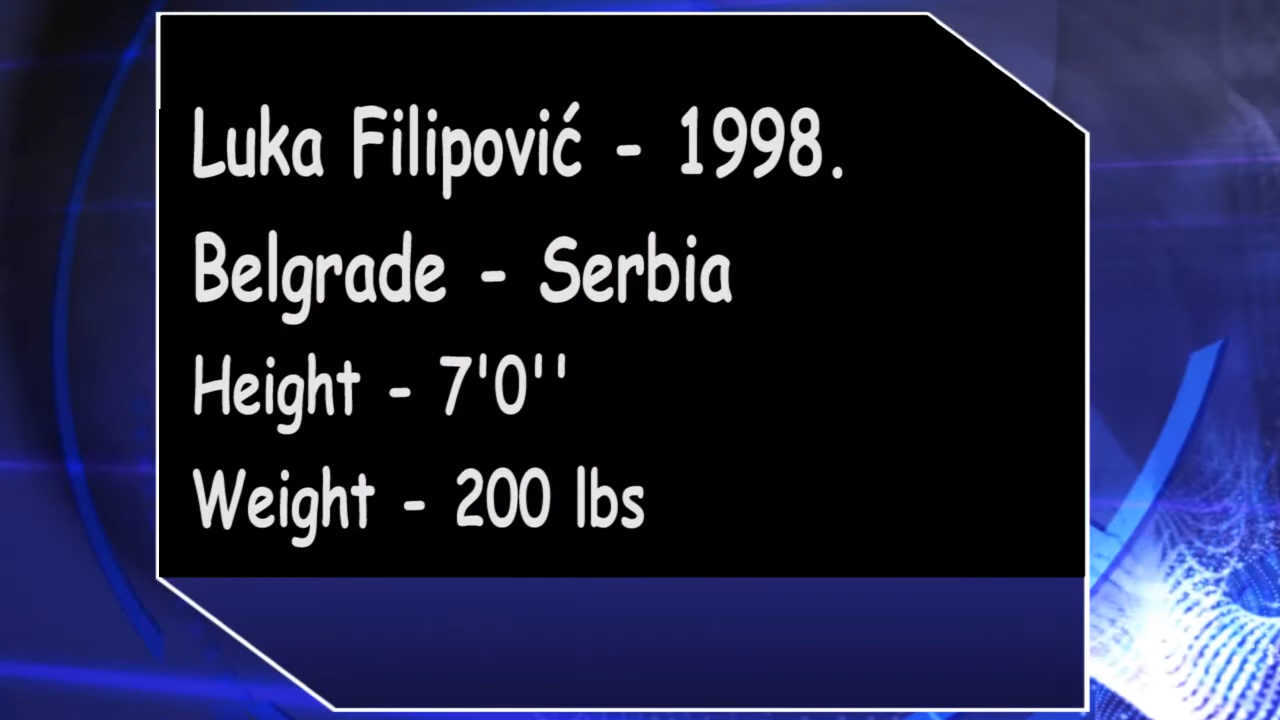 Luka Filipović - 1998.
Belgrade - Serbia
Height - 7'0''
Weight - 200 lbs